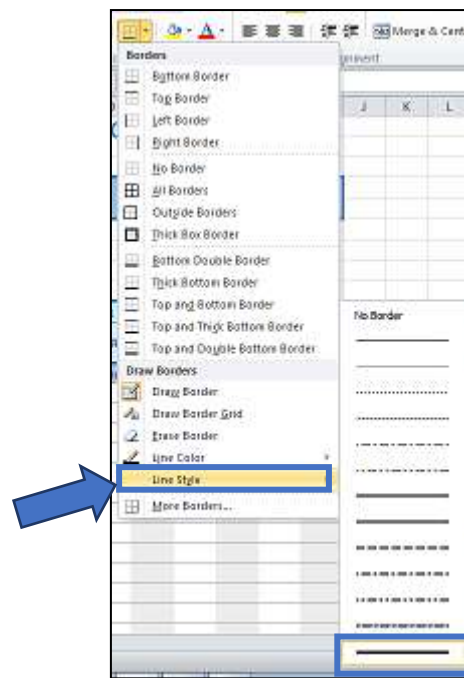 Merge & Cent
Borders
Bottom Border
Top Border
Left Border
Right Border
No Border
All Borders
Outside Borders
Thick Box Border
Bottom Double Border
Thick Bottom Border
Top and Bottom Border
Top and Thick Bottom Border
Top and Double Bottom Border
Draw Borders
Draw Border
Draw Border Grid
Erase Border
Line Color
Line Style
More Borders...
J K L
No Border